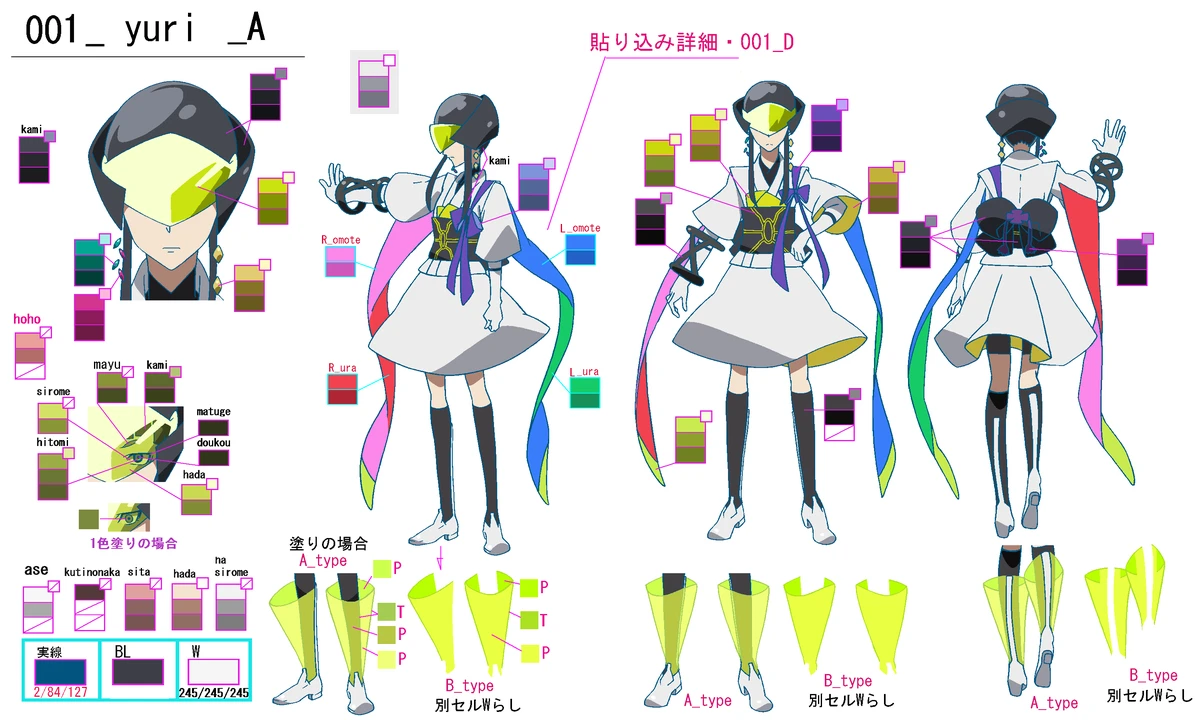 001_ yuri _A
貼り込み詳細・001_D
kami
kami
R_omote
L_omote
R_ura
L_ura
hoho
mayu
kami
sirome
matuge
hitomi
doukou
hada
1色塗りの場合
ase
kutinonaka
sita
hada
ha
sirome
実線
BL
W
2/84/127
245/245/245
塗りの場合
A_type
P
T
P
P
P
T
P
B_type
別セルWらし
A_type
B_type
別セルWらし
A_type
B_type
別セルWらし